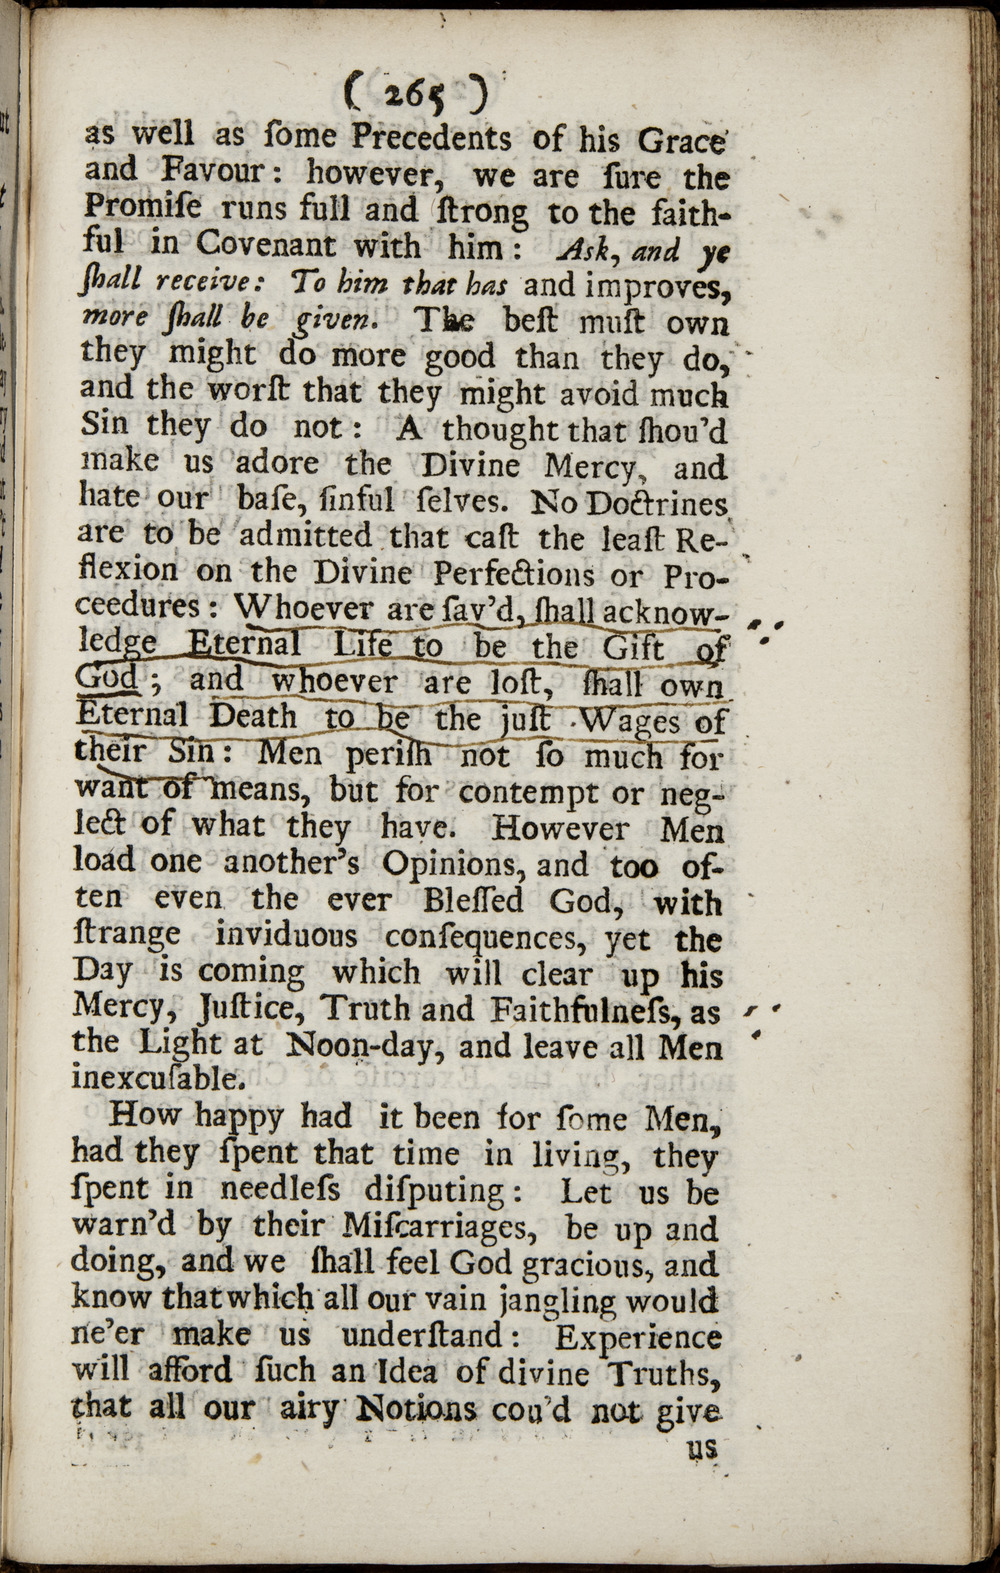 ( 265 )
as well as ſome Precedents of his Grace
and Favour: however, we are ſure the
Promiſe runs full and ſtrong to the faith-
ful in Covenant with him: Ask, and ye
ſhall receive: To him that has and improves,
more ſhall be given. The beſt muſt own
they might do more good than they do,
and the worſt that they might avoid much
Sin they do not: A thought that ſhou'd
make us adore the Divine Mercy, and
hate our baſe, ſinful ſelves. No Doctrines
are to be admitted that caſt the leaſt Re-
flexion on the Divine Perfections or Pro-
ceedures: Whoever are ſav'd, ſhall acknow-
ledge Eternal Life to be the Gift of
God; and whoever are loſt, ſhall own
Eternal Death to be the juſt Wages of
their Sin: Men periſh not ſo much for
want of means, but for contempt or neg-
lect of what they have. However Men
load one another's Opinions, and too of-
ten even the ever Bleſſed God, with
ſtrange inviduous conſequences, yet the
Day is coming which will clear up his
Mercy, Juſtice, Truth and Faithfulneſs, as
the Light at Noon-day, and leave all Men
inexcuſable.
How happy had it been for ſome Men,
had they ſpent that time in living, they
ſpent in needleſs diſputing: Let us be
warn'd by their Miſcarriages, be up and
doing, and we ſhall feel God gracious, and
know that which all our vain jangling would
ne'er make us underſtand: Experience
will afford ſuch an Idea of divine Truths,
that all our airy Notions cou'd not give
us